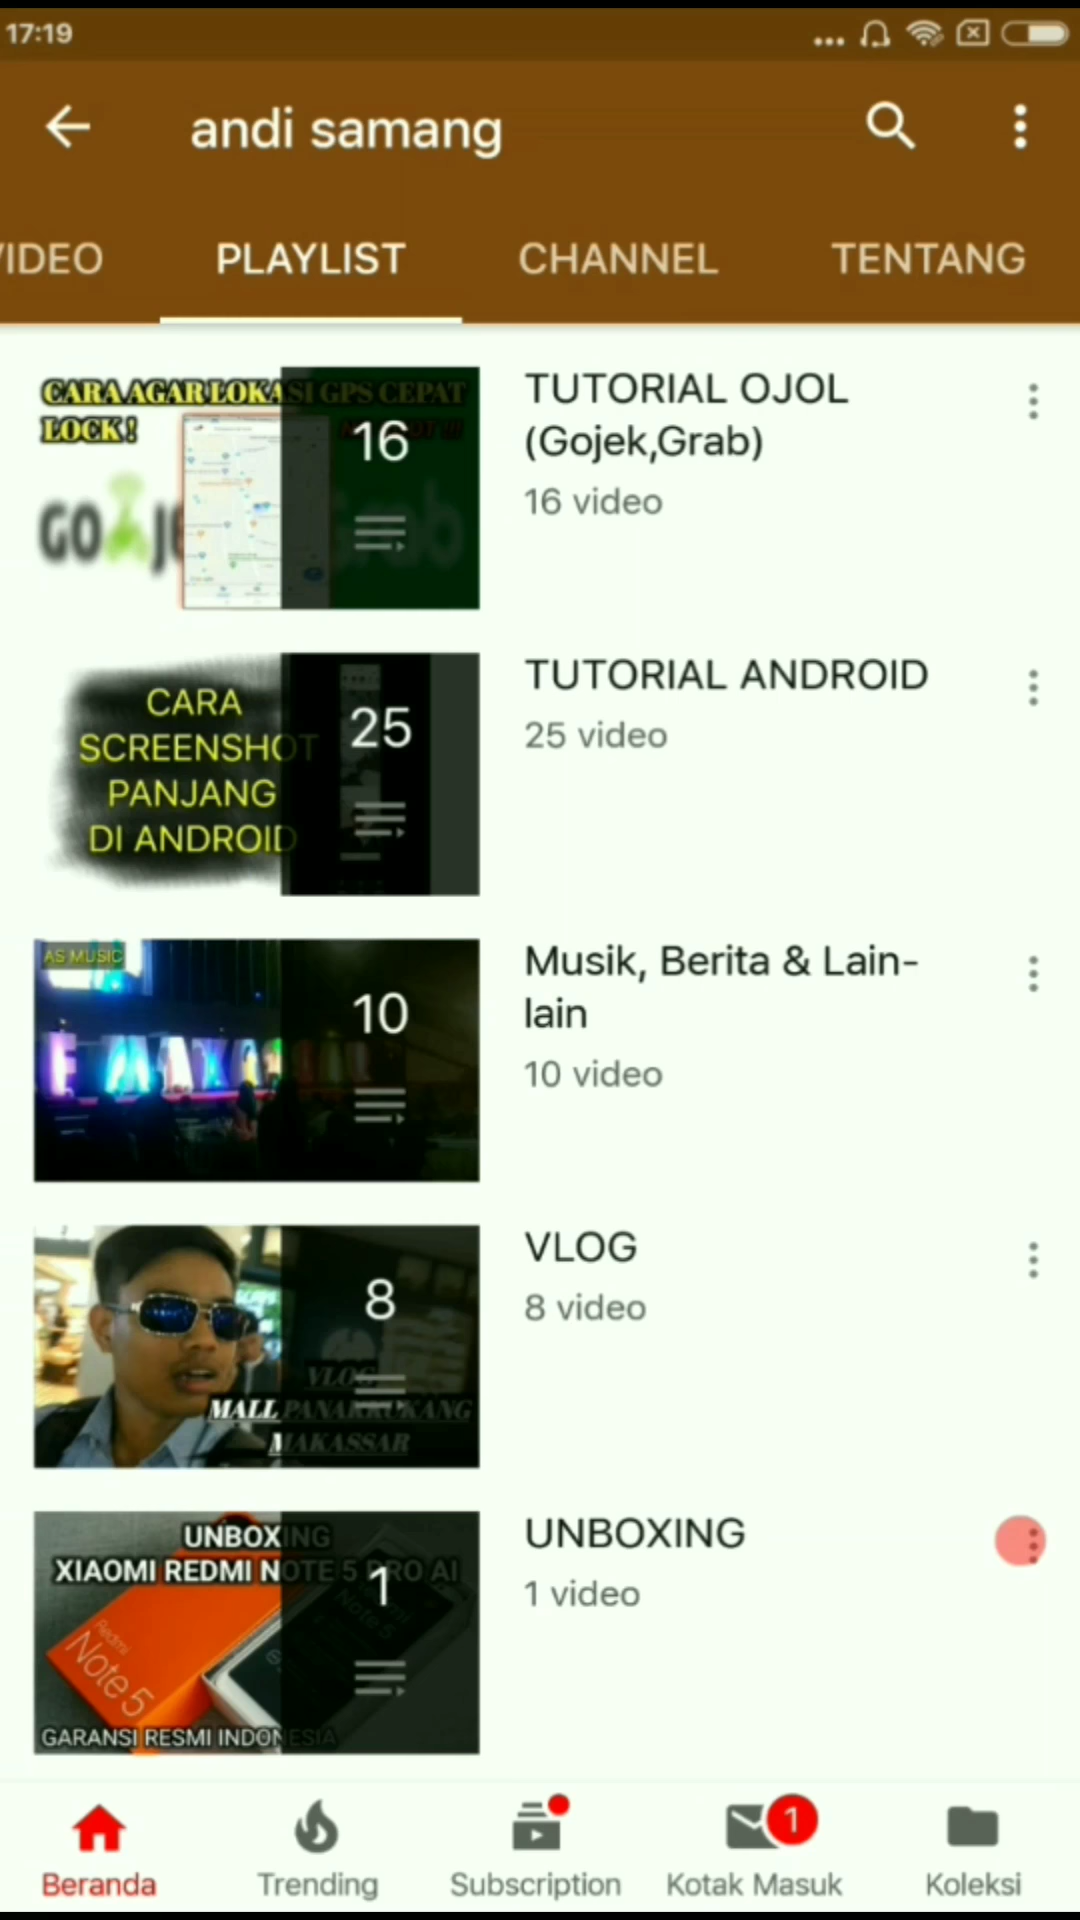 17:19
andi samang
VIDEO PLAYLIST CHANNEL TENTANG
CARA AGAR LOKASI GPS CEPAT
LOCK !
16
TUTORIAL OJOL
(Gojek,Grab)
16 video
CARA
SCREENSHOT
PANJANG
DI ANDROID
25
TUTORIAL ANDROID
25 video
AS MUSIC
10
Musik, Berita & Lain-
lain
10 video
8
VLOG
MALL PANAKKUKANG
MAKASSAR
VLOG
8 video
UNBOXING
XIAOMI REDMI NOTE 5 PRO AI
1
Redmi
Note 5
GARANSI RESMI INDONESIA
UNBOXING
1 video
1
Beranda Trending Subscription Kotak Masuk Koleksi